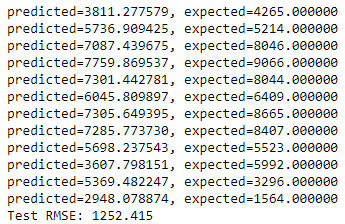 predicted=3811.277579, expected=4265.000000
predicted=5736.909425, expected=5214.000000
predicted=7087.439675, expected=8046.000000
predicted=7759.869537, expected=9066.000000
predicted=7301.442781, expected=8044.000000
predicted=6045.809897, expected=6409.000000
predicted=7305.649395, expected=8665.000000
predicted=7285.773730, expected=8407.000000
predicted=5698.237543, expected=5523.000000
predicted=3607.798151, expected=5992.000000
predicted=5369.482247, expected=3296.000000
predicted=2948.078874, expected=1564.000000
Test RMSE: 1252.415